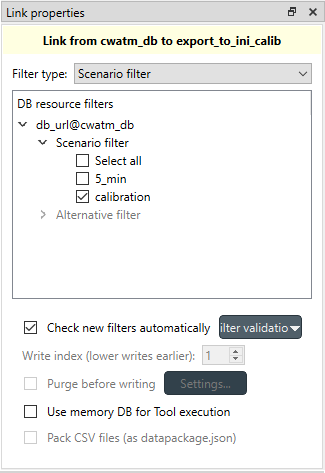 Link properties
Link from cwatm_db to export_to_ini_calib
Filter type: Scenario filter
DB resource filters
db_url@cwatm_db
Scenario filter
Select all
5_min
calibration
Alternative filter
Check new filters automatically ilter validatio
Write index (lower writes earlier): 1
Purge before writing Settings...
Use memory DB for Tool execution
Pack CSV files (as datapackage.json)